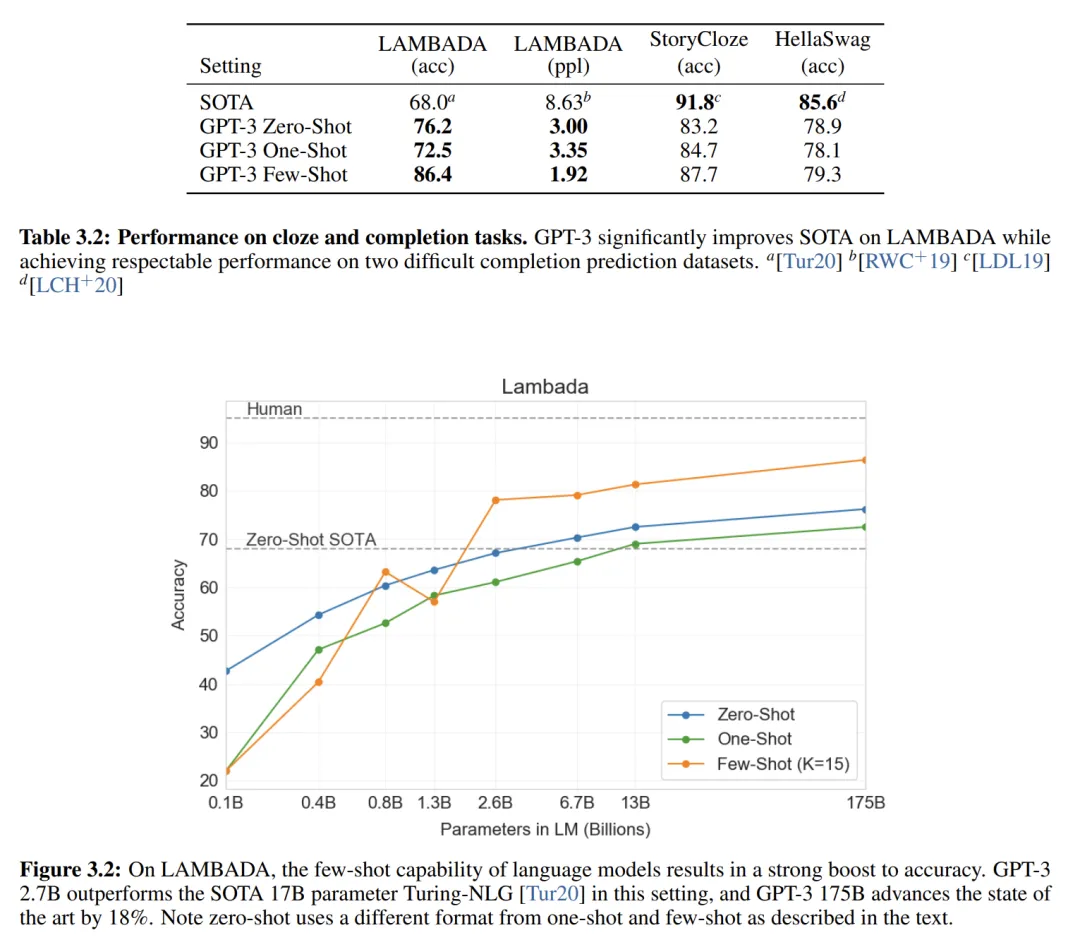 Setting LAMBADA (acc) LAMBADA (ppl) StoryCloze (acc) HellaSwag (acc)
SOTA 68.0a 8.63b 91.8c 85.6d
GPT-3 Zero-Shot 76.2 3.00 83.2 78.9
GPT-3 One-Shot 72.5 3.35 84.7 78.1
GPT-3 Few-Shot 86.4 1.92 87.7 79.3
Table 3.2: Performance on cloze and completion tasks. GPT-3 significantly improves SOTA on LAMBADA while
achieving respectable performance on two difficult completion prediction datasets. a[Tur20] b[RWC+19] c[LDL19]
d[LCH+20]
Lambada
Human
90
80
70
Zero-Shot SOTA
60
50
40
30
20
Accuracy
Zero-Shot
One-Shot
Few-Shot (K=15)
0.1B 0.4B 0.8B 1.3B 2.6B 6.7B 13B 175B
Parameters in LM (Billions)
Figure 3.2: On LAMBADA, the few-shot capability of language models results in a strong boost to accuracy. GPT-3
2.7B outperforms the SOTA 17B parameter Turing-NLG [Tur20] in this setting, and GPT-3 175B advances the state of
the art by 18%. Note zero-shot uses a different format from one-shot and few-shot as described in the text.